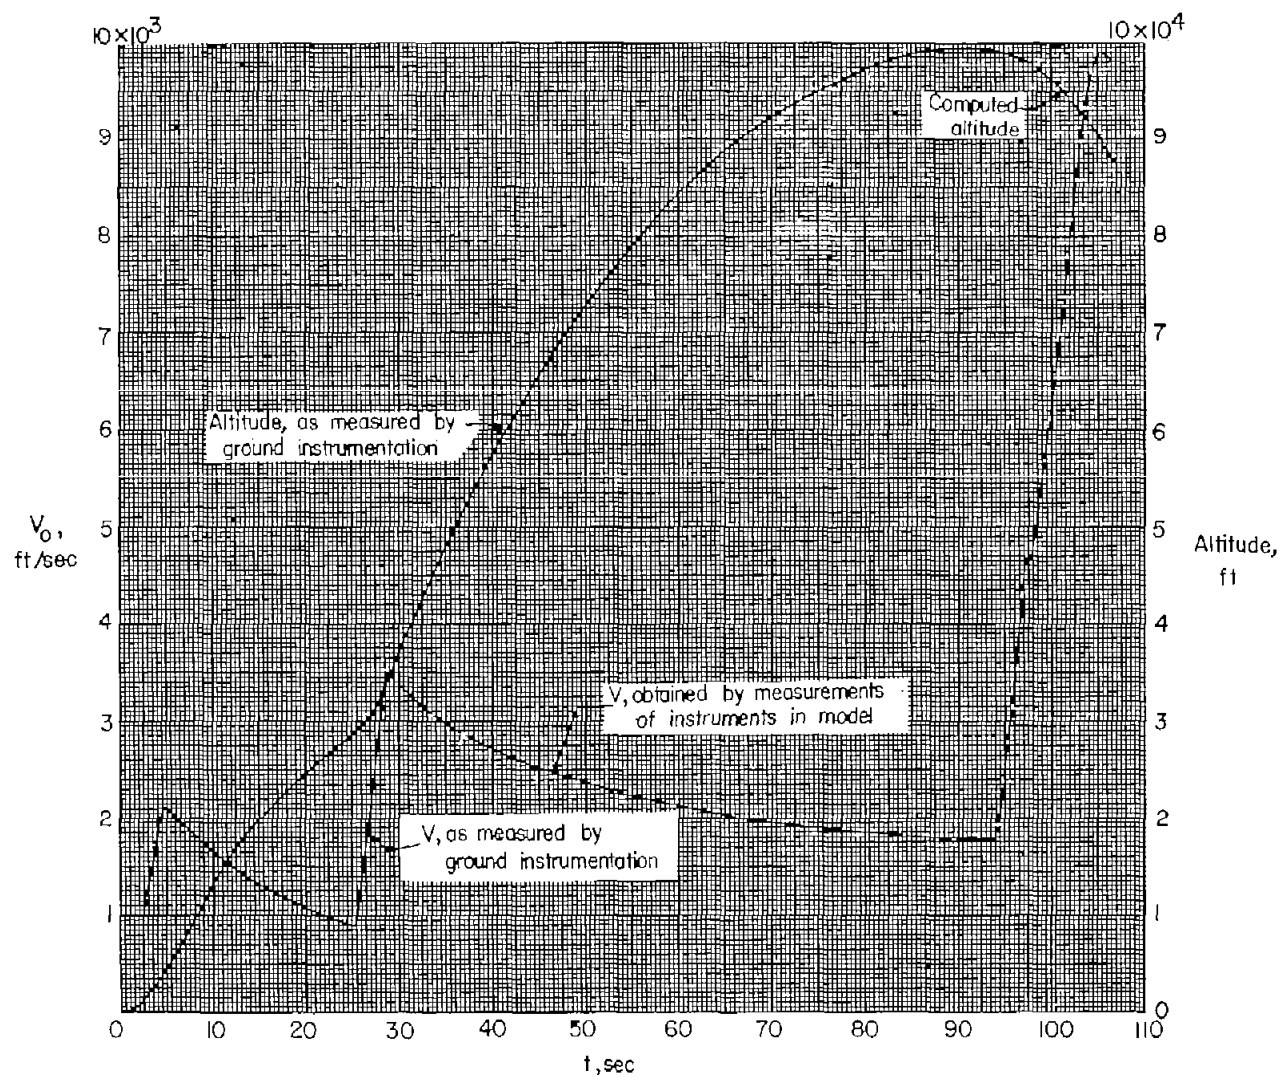 10×10³
10×10⁴
9
8
7
6
5
4
3
2
1
9
8
7
6
5
4
3
2
1
0
Computed
altitude
Altitude, as measured by
ground instrumentation
V₀,
ft/sec
Altitude,
ft
V, obtained by measurements
of instruments in model
V, as measured by
ground instrumentation
0 10 20 30 40 50 60 70 80 90 100 110
t, sec